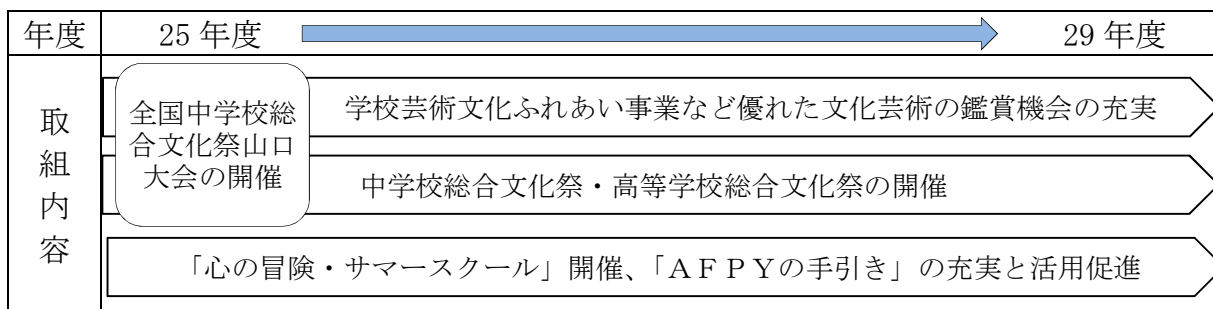 年度
25 年度
29 年度
取
組
内
容
全国中学校総
合文化祭山口
大会の開催
学校芸術文化ふれあい事業など優れた文化芸術の鑑賞機会の充実
中学校総合文化祭・高等学校総合文化祭の開催
「心の冒険・サマースクール」開催、「ＡＦＰＹの手引き」の充実と活用促進